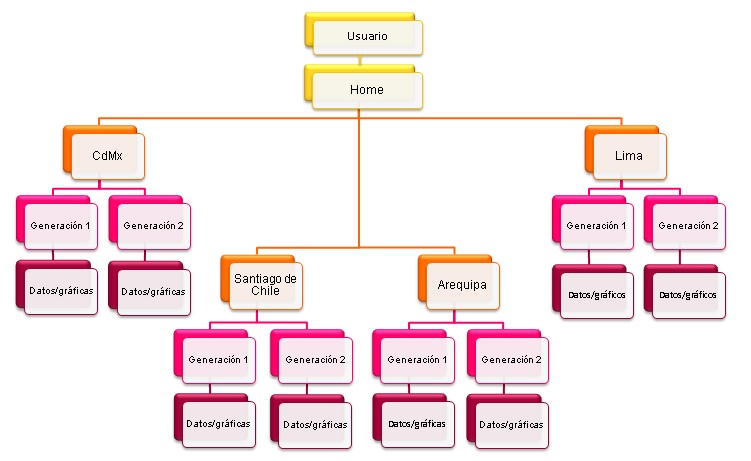 Usuario
Home
CdMx
Lima
Generación 1
Generación 2
Generación 1
Generación 2
Datos/gráficas
Datos/gráficas
Datos/gráficos
Datos/gráficos
Santiago de
Chile
Arequipa
Generación 1
Generación 2
Generación 1
Generación 2
Datos/gráficas
Datos/gráficas
Datos/gráficas
Datos/gráficas